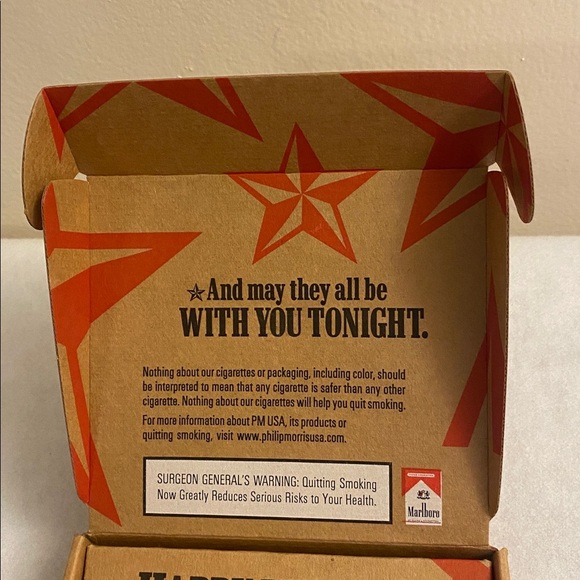 And may they all be
WITH YOU TONIGHT.
Nothing about our cigarettes or packaging, including color, should
be interpreted to mean that any cigarette is safer than any other
cigarette. Nothing about our cigarettes will help you quit smoking.
For more information about PM USA, its products or
quitting smoking, visit www.philipmorrisusa.com.
SURGEON GENERAL'S WARNING: Quitting Smoking
Now Greatly Reduces Serious Risks to Your Health.
Marlboro